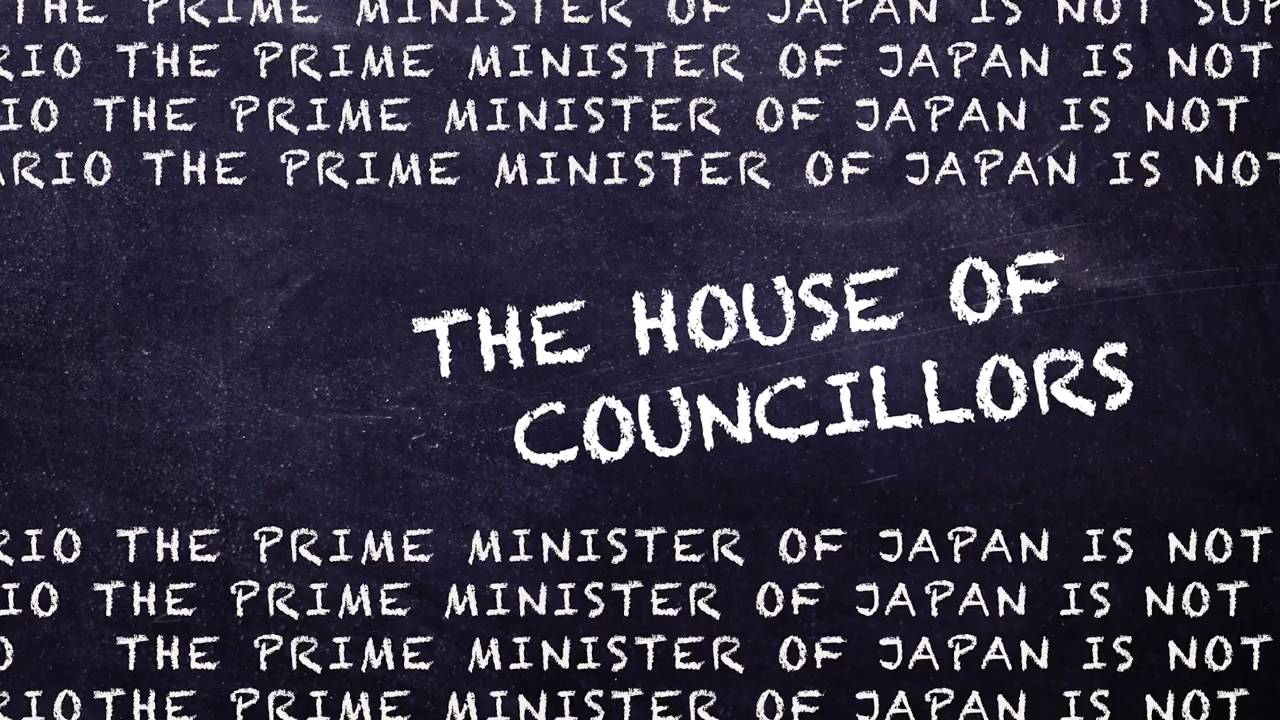 THE PRIME MINISTER OF JAPAN IS NOT SUP
RIO THE PRIME MINISTER OF JAPAN IS NOT
IO THE PRIME MINISTER OF JAPAN IS NOT
ARIO THE PRIME MINISTER OF JAPAN IS NOT
THE HOUSE OF
COUNCILLORS
RIO THE PRIME MINISTER OF JAPAN IS NOT
IO THE PRIME MINISTER OF JAPAN IS NOT
O THE PRIME MINISTER OF JAPAN IS NOT
RIO THE PRIME MINISTER OF JAPAN IS NOT